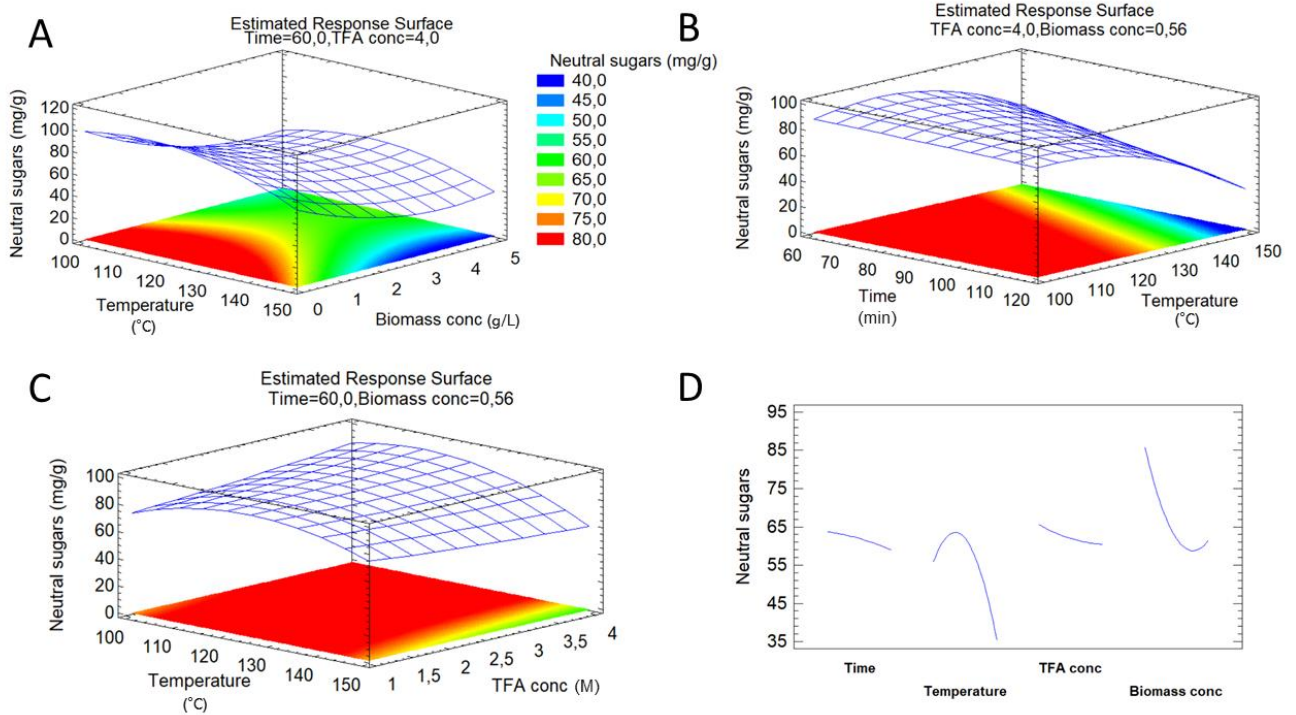 A
Estimated Response Surface
Time=60,0,TFA conc=4,0
Neutral sugars (mg/g)
120
100
80
60
40
20
0
100
110
120
130
140
150
Temperature
(°C)
0
1
2
3
4
5
Biomass conc (g/L)
Neutral sugars (mg/g)
40,0
45,0
50,0
55,0
60,0
65,0
70,0
75,0
80,0
B
Estimated Response Surface
TFA conc=4,0,Biomass conc=0,56
Neutral sugars (mg/g)
100
80
60
40
20
0
60
70
80
90
100
110
120
Time
(min)
100
110
120
130
140
150
Temperature
(°C)
C
Estimated Response Surface
Time=60,0,Biomass conc=0,56
Neutral sugars (mg/g)
100
80
60
40
20
0
100
110
120
130
140
150
Temperature
(°C)
1
1,5
2
2,5
3
3,5
4
TFA conc (M)
D
Neutral sugars
95
85
75
65
55
45
35
Time
Temperature
TFA conc
Biomass conc